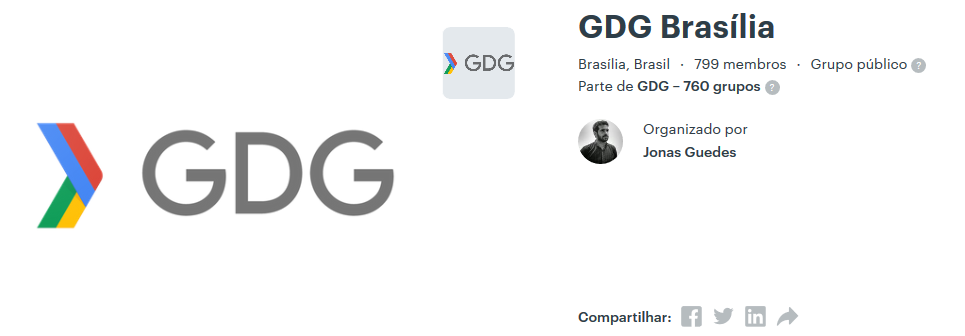 GDG
GDG
GDG Brasília
Brasília, Brasil · 799 membros · Grupo público ?
Parte de GDG – 760 grupos ?
Organizado por
Jonas Guedes
Compartilhar: